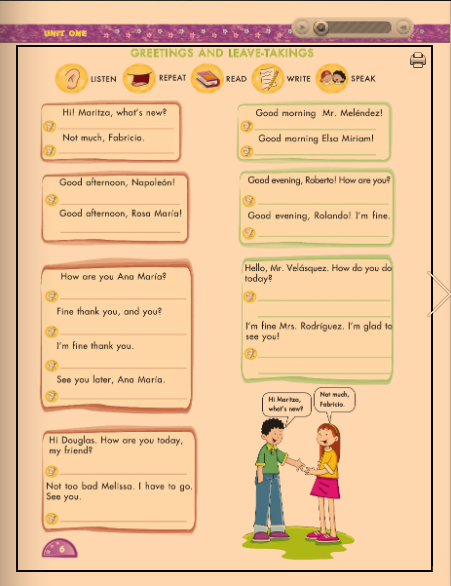 UNIT ONE
GREETINGS AND LEAVE-TAKINGS
LISTEN
REPEAT
READ
WRITE
SPEAK
Hi! Maritza, what's new?
Not much, Fabricio.
Good afternoon, Napoleón!
Good afternoon, Rosa María!
How are you Ana María?
Fine thank you, and you?
I'm fine thank you.
See you later, Ana María.
Hi Douglas. How are you today,
my friend?
Not too bad Melissa. I have to go.
See you.
Good morning Mr. Meléndez!
Good morning Elsa Miriam!
Good evening, Roberto! How are you?
Good evening, Rolando! I'm fine.
Hello, Mr. Velásquez. How do you do
today?
I'm fine Mrs. Rodríguez. I'm glad to
see you!
Hi Maritza,
what's new?
Not much,
Fabricio.
6